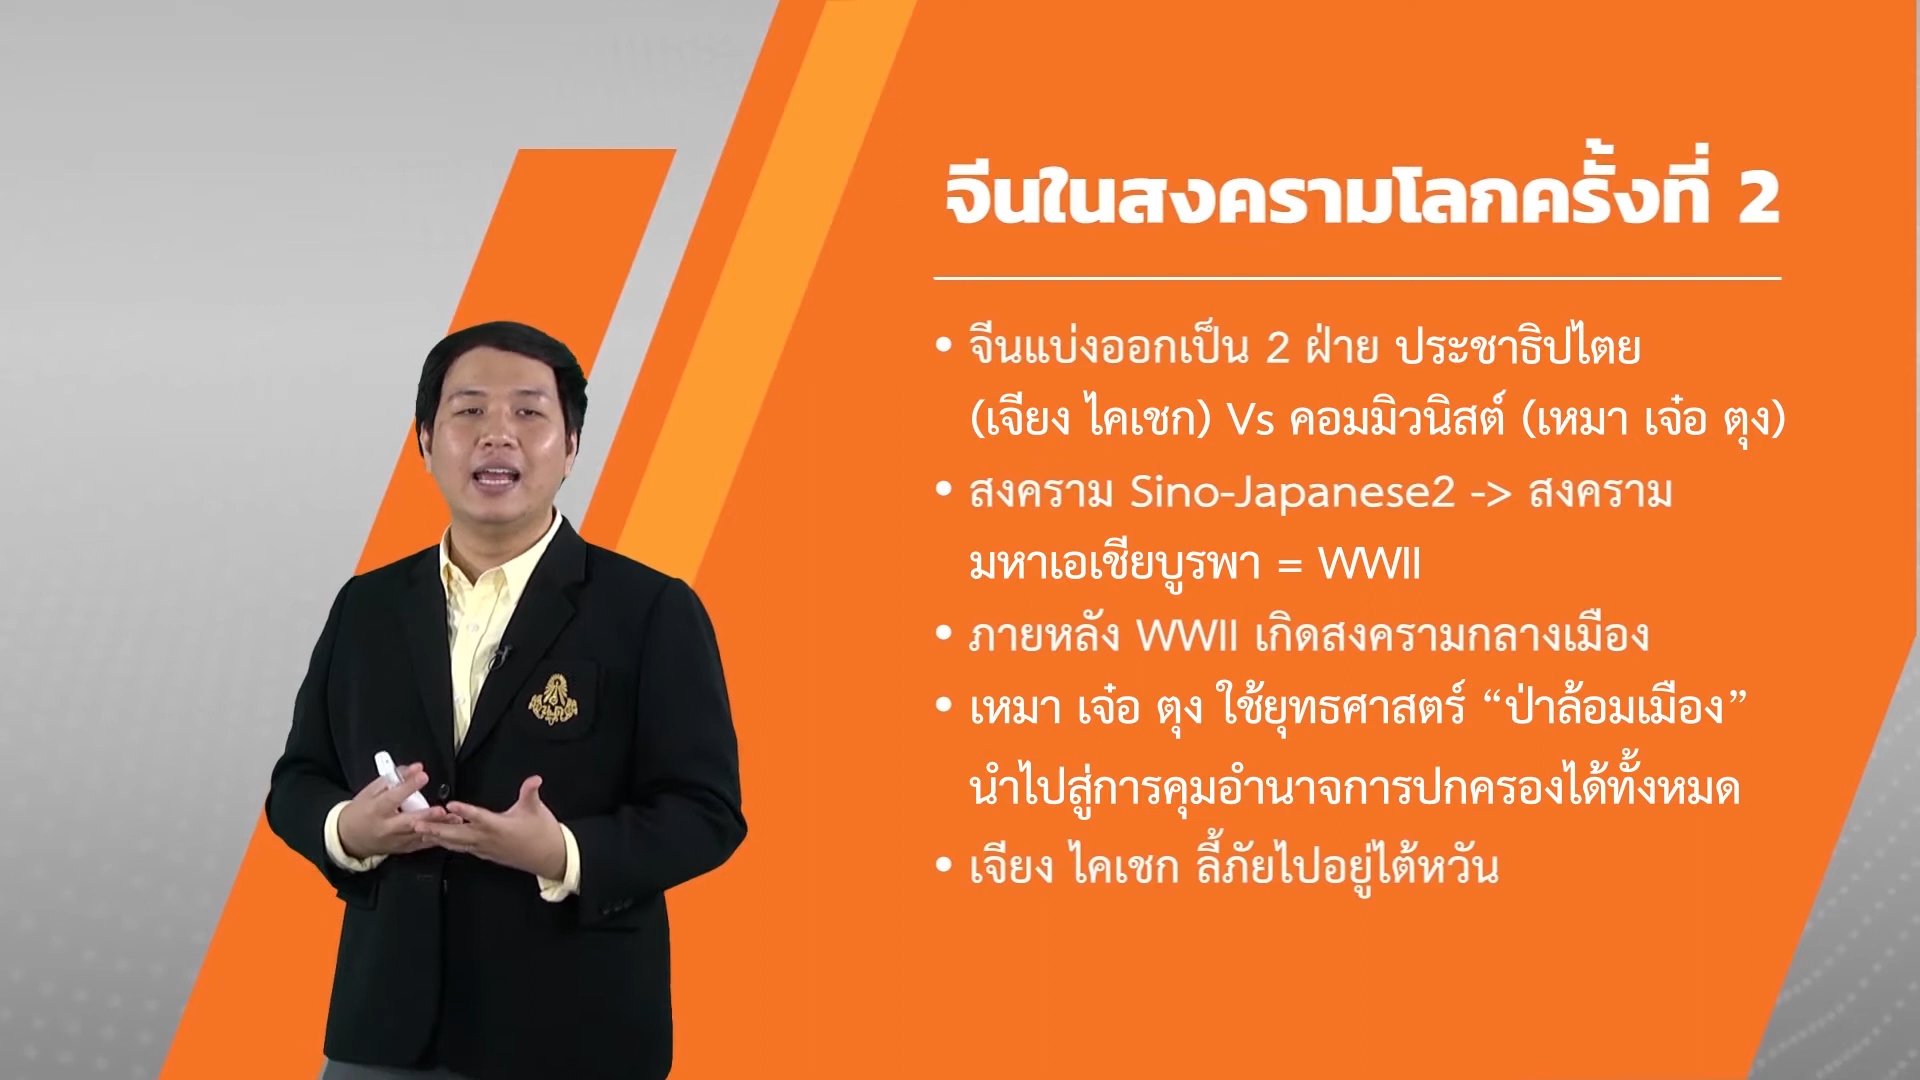 จีนในสงครามโลกครั้งที่ 2
• จีนแบ่งออกเป็น 2 ฝ่าย ประชาธิปไตย
(เจียง ไคเชก) Vs คอมมิวนิสต์ (เหมา เจ๋อ ตุง)
• สงคราม Sino-Japanese2 -> สงคราม
มหาเอเชียบูรพา = WWII
• ภายหลัง WWII เกิดสงครามกลางเมือง
• เหมา เจ๋อ ตุง ใช้ยุทธศาสตร์ “ป่าล้อมเมือง”
นำไปสู่การคุมอำนาจการปกครองได้ทั้งหมด
• เจียง ไคเชก ลี้ภัยไปอยู่ไต้หวัน